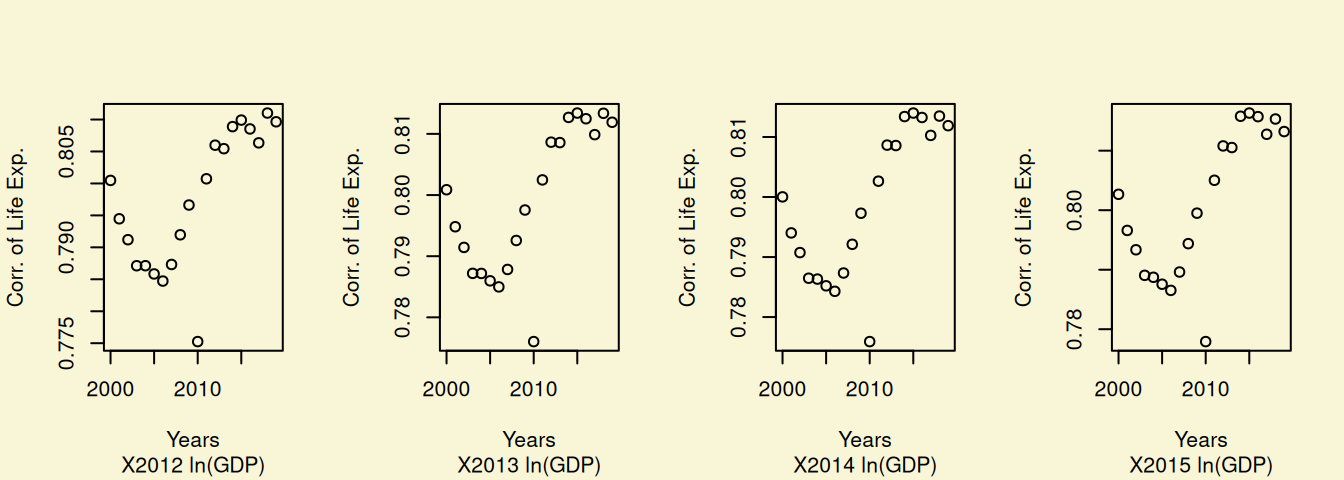 Corr. of Life Exp.
0.775 0.790 0.805
2000 2010
Years
X2012 ln(GDP)
Corr. of Life Exp.
0.78 0.79 0.80 0.81
2000 2010
Years
X2013 ln(GDP)
Corr. of Life Exp.
0.78 0.79 0.80 0.81
2000 2010
Years
X2014 ln(GDP)
Corr. of Life Exp.
0.78 0.80
2000 2010
Years
X2015 ln(GDP)